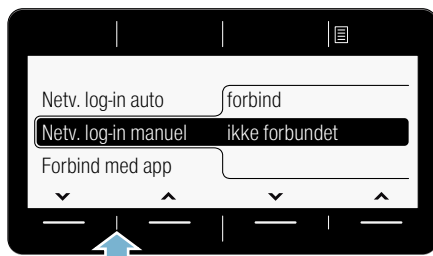 Netv. log-in auto forbind
Netv. log-in manuel ikke forbundet
Forbind med app